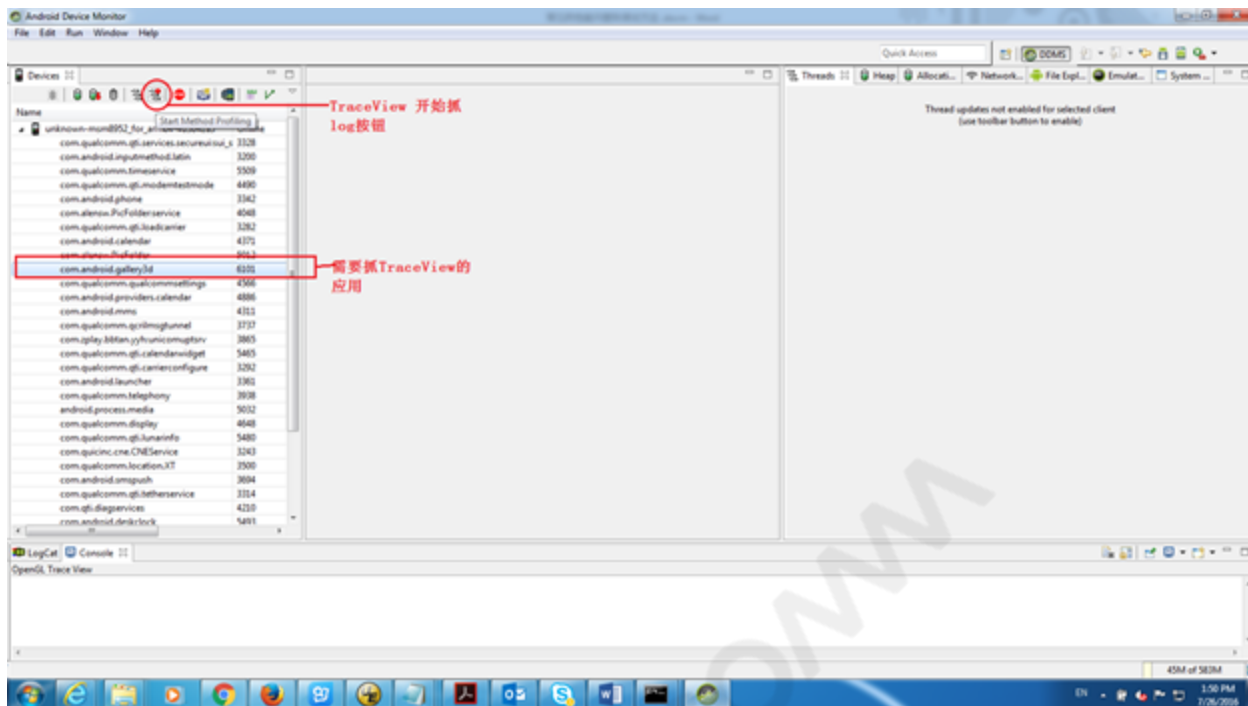 Android Device Monitor
File Edit Run Window Help
Quick Access
DDMS
Devices
Threads Heap Allocati... Network... File Expl... Emulat... System ...
Name
Start Method Profiling
TraceView 开始抓
log按钮
Thread updates not enabled for selected client
(use toolbar button to enable)
3328
com.android.inputmethod.latin 3200
com.qualcomm.timeservice 5509
com.qualcomm.qti.modemtestmode 4490
com.android.phone 3342
4048
com.qualcomm.qti.loadcarrier 3282
com.android.calendar 4371
5012
com.android.gallery3d 6101
需要抓TraceView的
应用
com.qualcomm.qualcommsettings 4366
com.android.providers.calendar 4886
com.android.mms 4311
com.qualcomm.qcrilmsgtunnel 3737
3865
com.qualcomm.qti.calendarwidget 5465
com.qualcomm.qti.carrierconfigure 3292
com.android.launcher 3361
com.qualcomm.telephony 3938
android.process.media 5032
com.qualcomm.display 4648
com.qualcomm.qti.lunarinfo 5480
com.quicinc.cne.CNEService 3243
com.qualcomm.location.XT 3500
com.android.smspush 3694
com.qualcomm.qti.tetherservice 3314
com.qti.diagservices 4210
com.android.deskclock 5493
LogCat Console
OpenGL Trace View
45M of 583M
EN
1:50 PM
7/26/2016